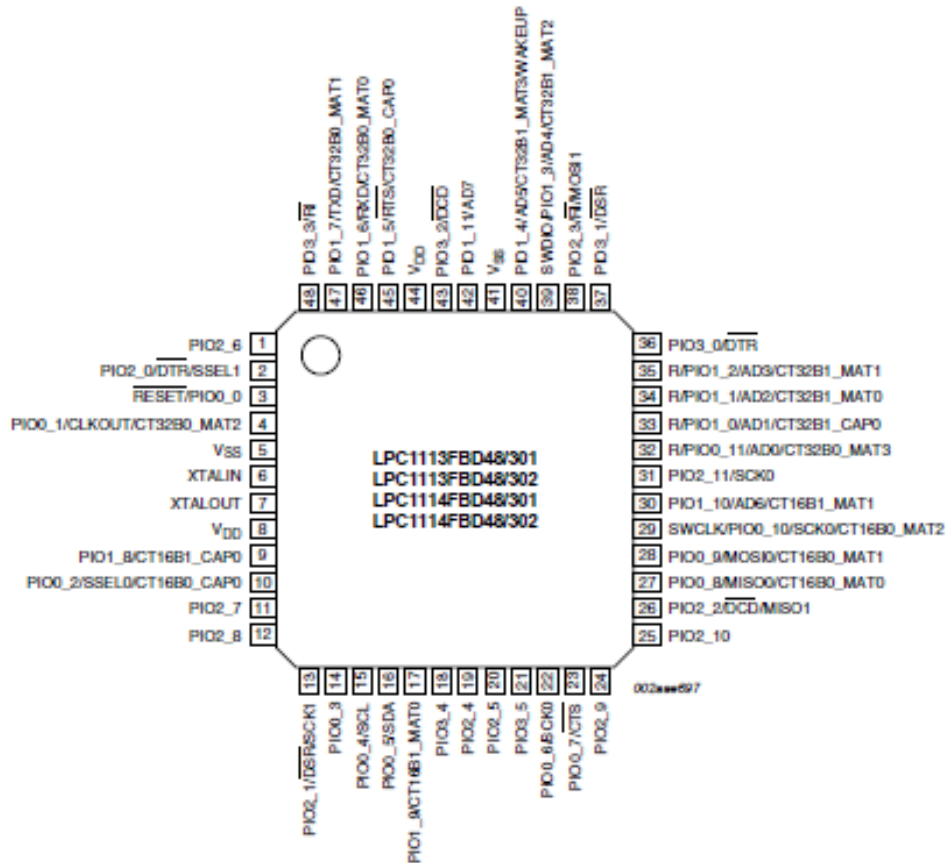 PIO3_3/RI
PIO1_7/TXD/CT32B0_MAT1
PIO1_6/RXD/CT32B0_MAT0
PIO1_5/RTS/CT32B0_CAP0
VDD
PIO3_2/DCD
PIO1_11/AD7
VSS
PIO1_4/AD5/CT32B1_MAT3/WAKEUP
SWDIO/PIO1_3/AD4/CT32B1_MAT2
PIO2_3/RI/MOSI1
PIO3_1/DSR
48 47 46 45 44 43 42 41 40 39 38 37
PIO2_6 1
PIO2_0/DTR/SSEL1 2
RESET/PIO0_0 3
PIO0_1/CLKOUT/CT32B0_MAT2 4
VSS 5
XTALIN 6
XTALOUT 7
VDD 8
PIO1_8/CT16B1_CAP0 9
PIO0_2/SSEL0/CT16B0_CAP0 10
PIO2_7 11
PIO2_8 12
LPC1113FBD48/301
LPC1113FBD48/302
LPC1114FBD48/301
LPC1114FBD48/302
36 PIO3_0/DTR
35 R/PIO1_2/AD3/CT32B1_MAT1
34 R/PIO1_1/AD2/CT32B1_MAT0
33 R/PIO1_0/AD1/CT32B1_CAP0
32 R/PIO0_11/AD0/CT32B0_MAT3
31 PIO2_11/SCK0
30 PIO1_10/AD6/CT16B1_MAT1
29 SWCLK/PIO0_10/SCK0/CT16B0_MAT2
28 PIO0_9/MOSI0/CT16B0_MAT1
27 PIO0_8/MISO0/CT16B0_MAT0
26 PIO2_2/DCD/MISO1
25 PIO2_10
13 14 15 16 17 18 19 20 21 22 23 24
PIO2_1/DSR/SCK1
PIO0_3
PIO0_4/SCL
PIO0_5/SDA
PIO1_9/CT16B1_MAT0
PIO3_4
PIO2_4
PIO2_5
PIO3_5
PIO0_6/SCK0
PIO0_7/CTS
PIO2_9
002aae697